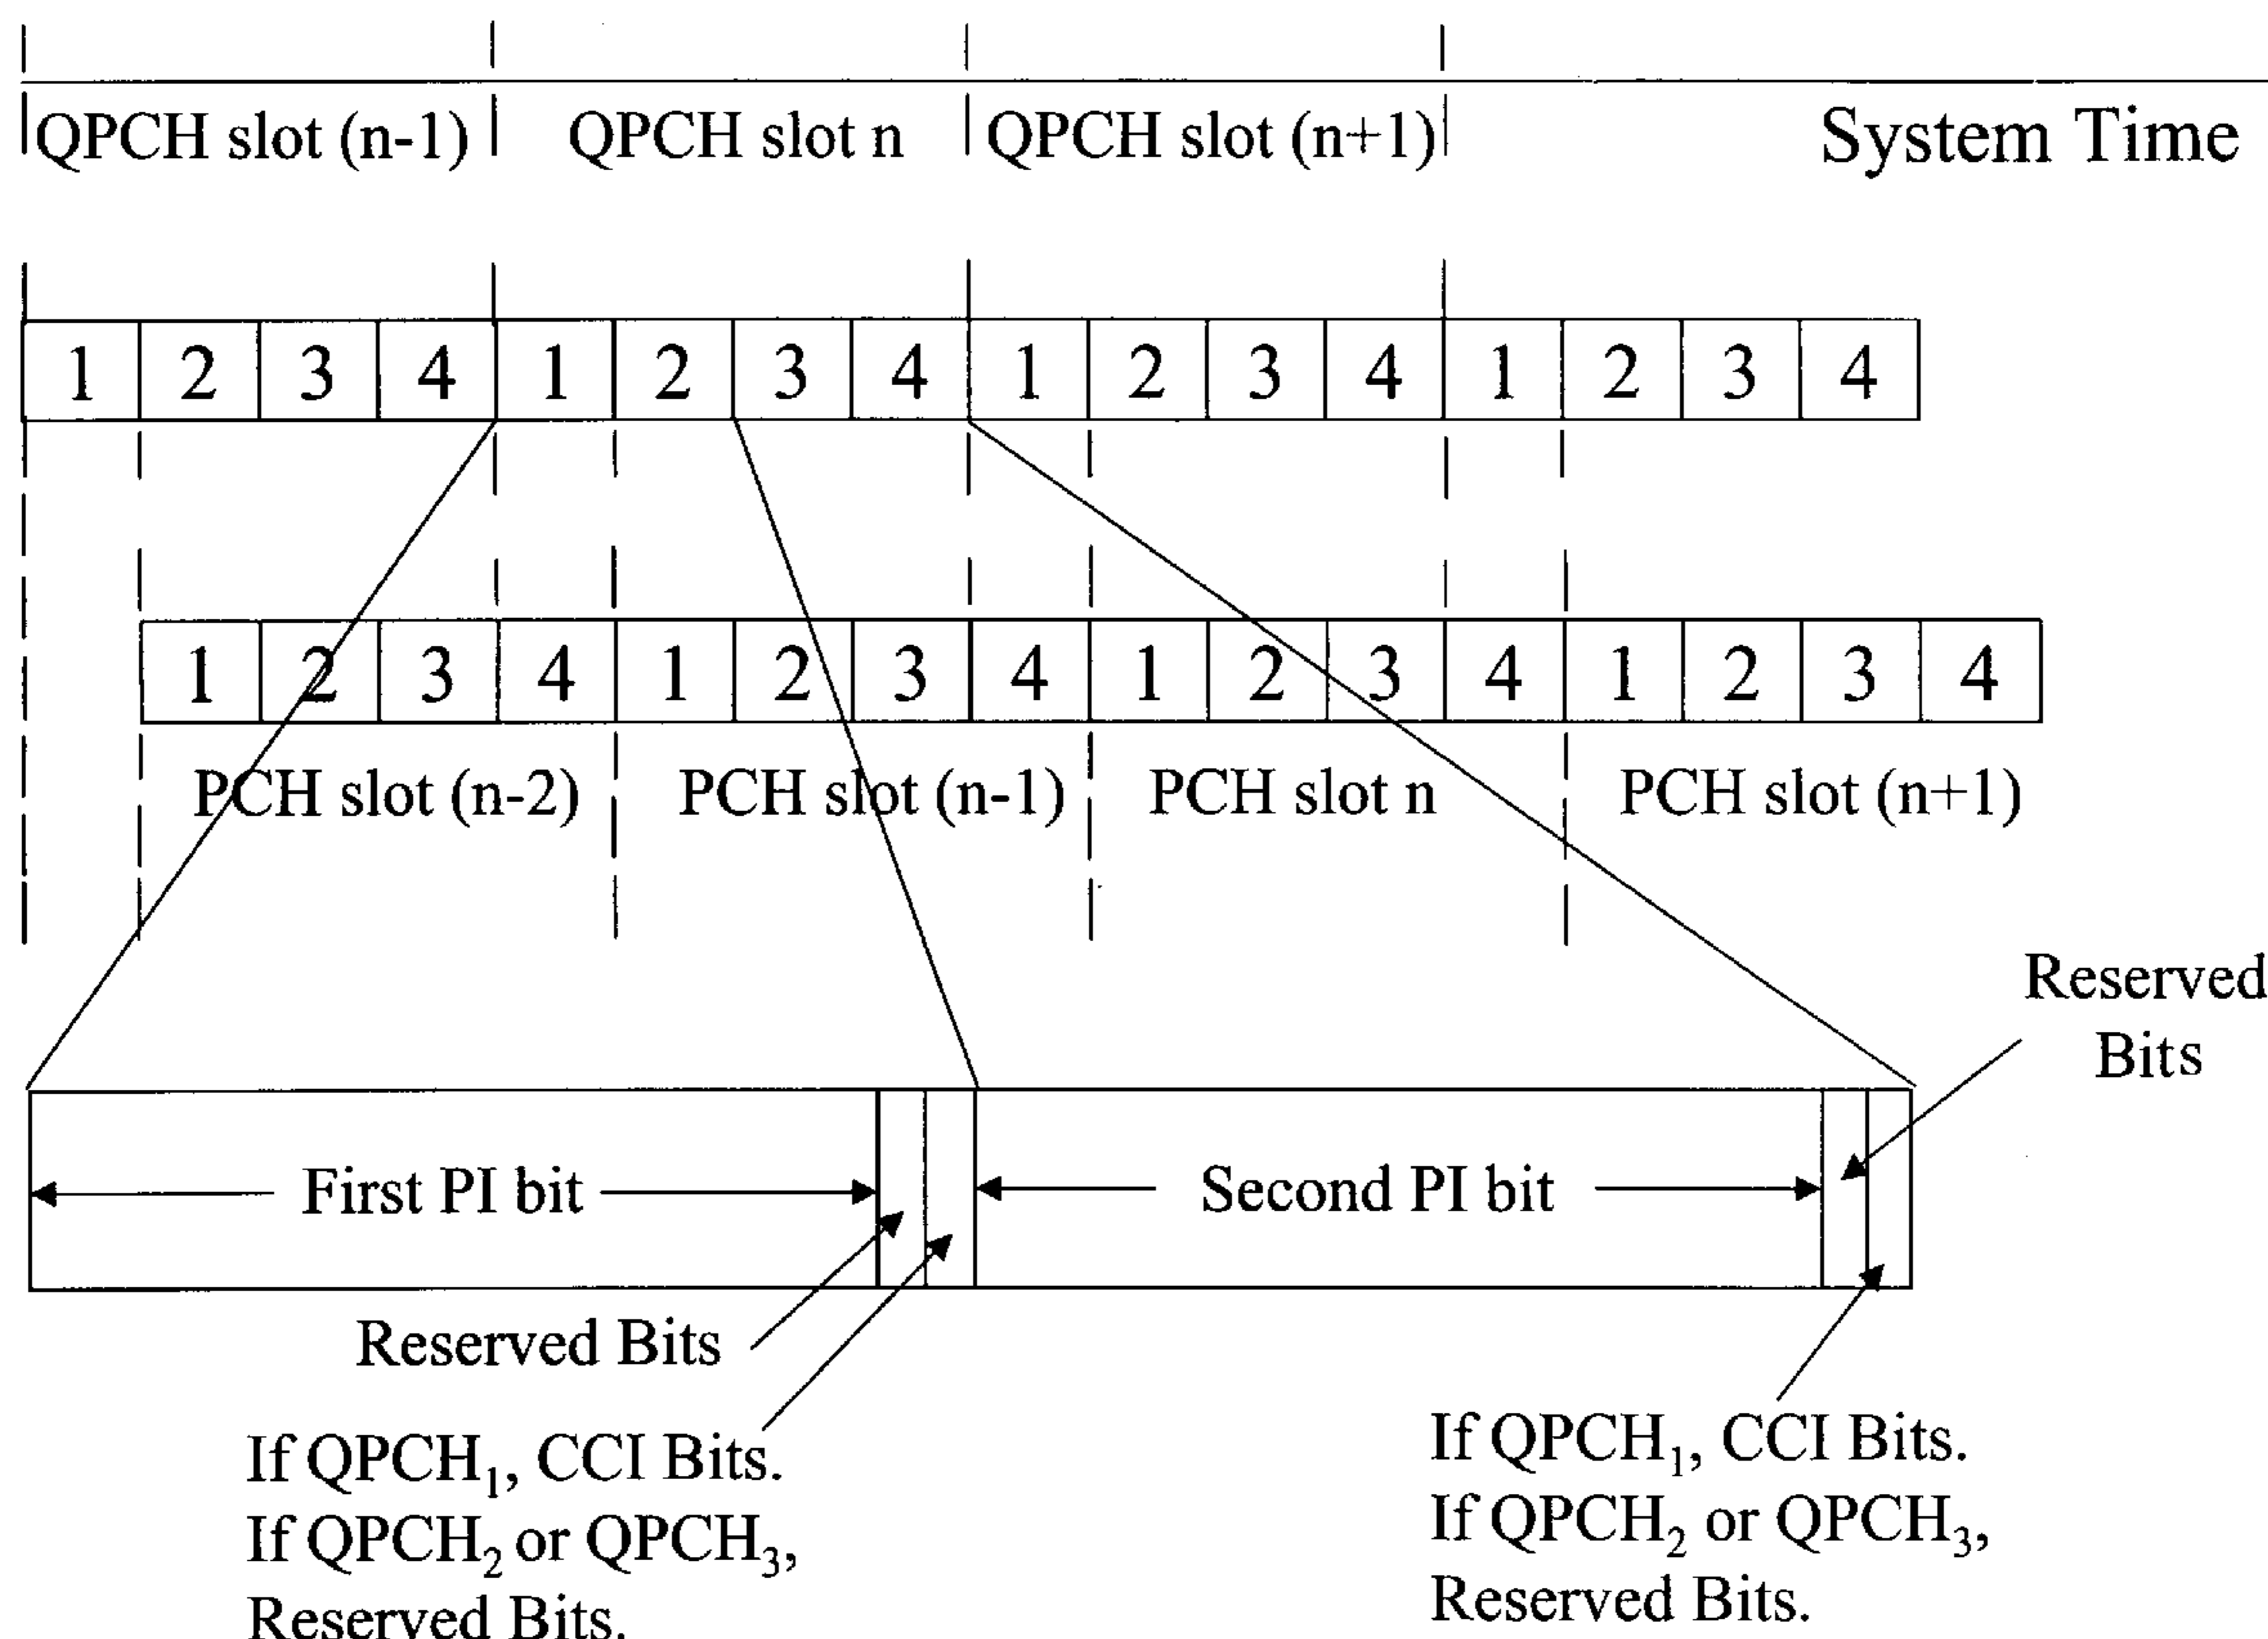 QPCH slot (n-1) QPCH slot n QPCH slot (n+1) System Time
1 2 3 4 1 2 3 4 1 2 3 4 1 2 3 4
1 2 3 4 1 2 3 4 1 2 3 4 1 2 3 4
PCH slot (n-2) PCH slot (n-1) PCH slot n PCH slot (n+1)
Reserved
Bits
First PI bit Second PI bit
Reserved Bits
If QPCH₁, CCI Bits.
If QPCH₂ or QPCH₃,
Reserved Bits.
If QPCH₁, CCI Bits.
If QPCH₂ or QPCH₃,
Reserved Bits.